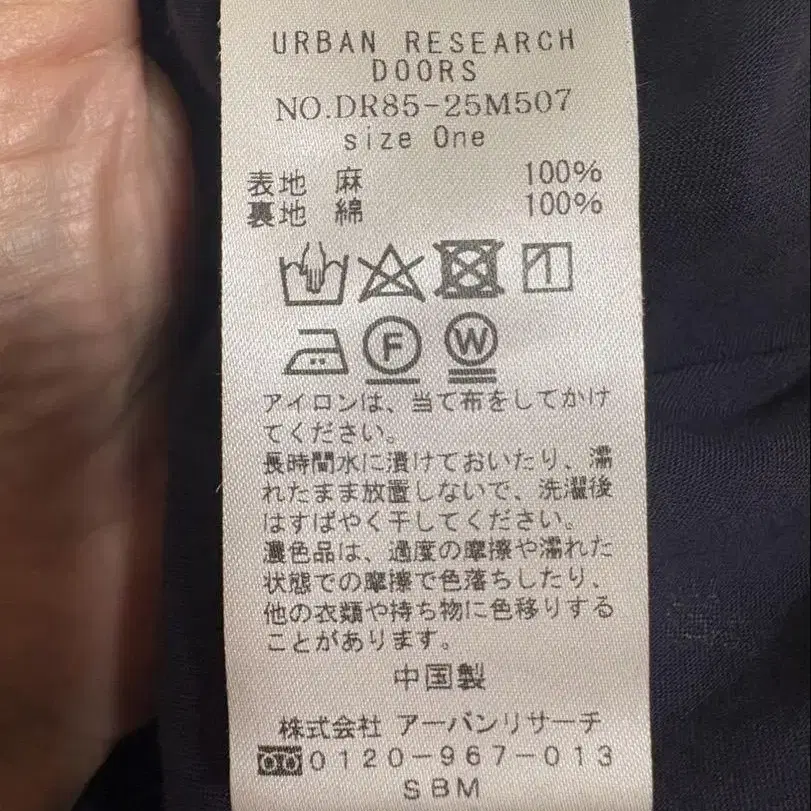 URBAN RESEARCH
DOORS
NO.DR85-25M507
size One
表地 麻 100%
裏地 綿 100%
F W
アイロンは、当て布をしてかけ
てください。
長時間水に漬けておいたり、濡
れたまま放置しないで、洗濯後
はすばやく干してください。
濃色品は、過度の摩擦や濡れた
状態での摩擦で色落ちしたり、
他の衣類や持ち物に色移りする
ことがあります。
中国製
株式会社 アーバンリサーチ
0120-967-013
SBM